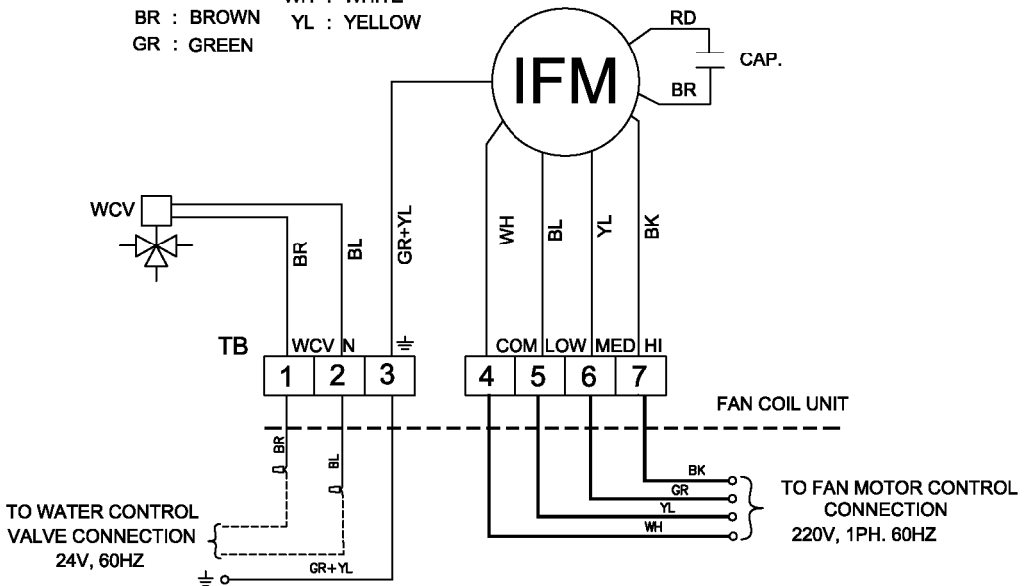 BR : BROWN
YL : YELLOW
GR : GREEN
RD
CAP.
BR
IFM
WCV
BR
BL
GR+YL
WH
BL
YL
BK
TB
WCV N
COM LOW MED HI
1 2 3
4 5 6 7
FAN COIL UNIT
BR
BL
BK
GR
YL
WH
TO FAN MOTOR CONTROL
CONNECTION
220V, 1PH. 60HZ
TO WATER CONTROL
VALVE CONNECTION
24V, 60HZ
GR+YL